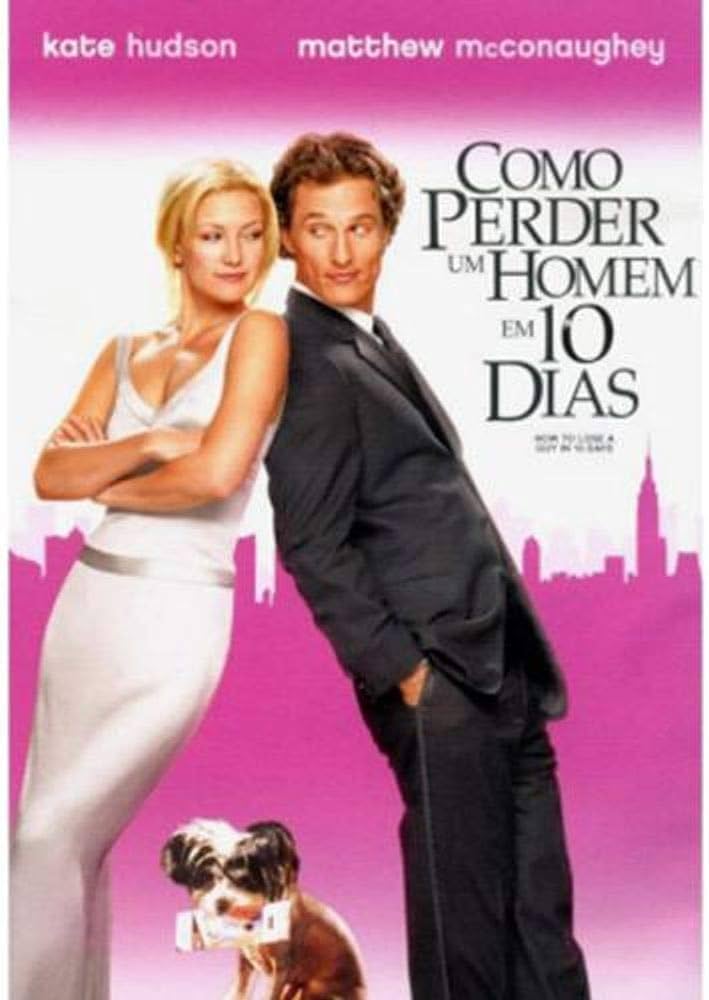 kate hudson matthew mcconaughey
COMO
PERDER
UM HOMEM
EM 10
DIAS
HOW TO LOSE A
GUY IN 10 DAYS